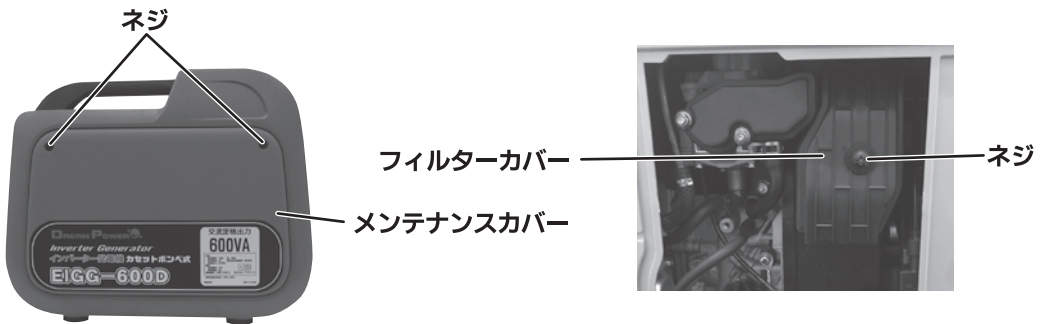 ネジ
フィルターカバー
ネジ
メンテナンスカバー
DREAM POWER
Inverter Generator
インバーター発電機 カセットボンベ式
EIGG-600D
交流定格出力
600VA